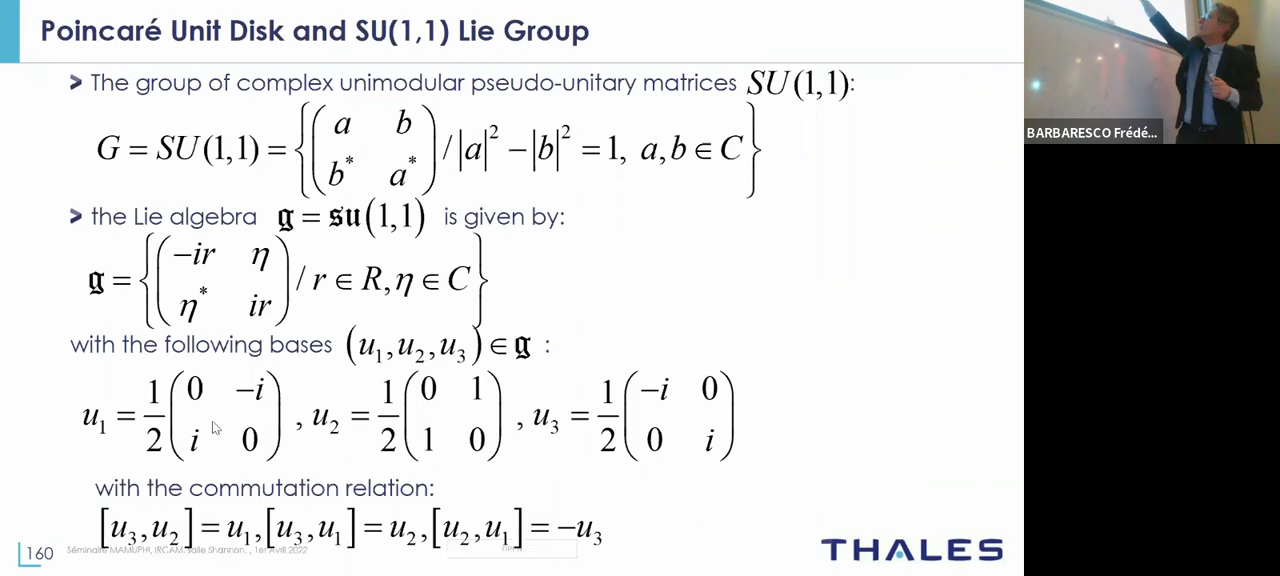 Poincaré Unit Disk and SU(1,1) Lie Group
> The group of complex unimodular pseudo-unitary matrices SU(1,1):
G = SU(1,1) = {( a b ; b* a* ) / |a|² − |b|² = 1, a,b ∈ C}
> the Lie algebra 𝔤 = 𝔰𝔲(1,1) is given by:
𝔤 = {( −ir η ; η* ir ) / r ∈ R, η ∈ C}
with the following bases (u₁,u₂,u₃) ∈ 𝔤 :
u₁ = 1/2 ( 0 −i ; i 0 ) , u₂ = 1/2 ( 0 1 ; 1 0 ) , u₃ = 1/2 ( −i 0 ; 0 i )
with the commutation relation:
[u₃,u₂] = u₁, [u₃,u₁] = u₂, [u₂,u₁] = −u₃
160 Séminaire MAMUPHI, IRCAM, salle Shannon, , 1er Avril 2022
OPEN
THALES
BARBARESCO Frédé...